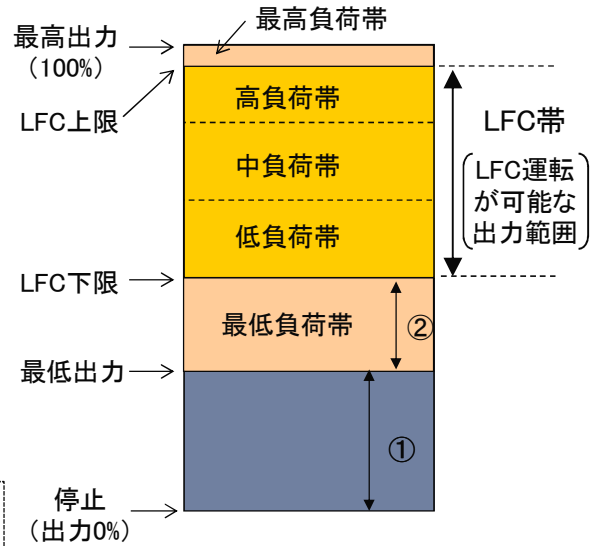 最高負荷帯
最高出力
（100%）
LFC上限
高負荷帯
中負荷帯
低負荷帯
LFC帯
LFC運転
が可能な
出力範囲
LFC下限
最低負荷帯
②
最低出力
①
停止
（出力0%）